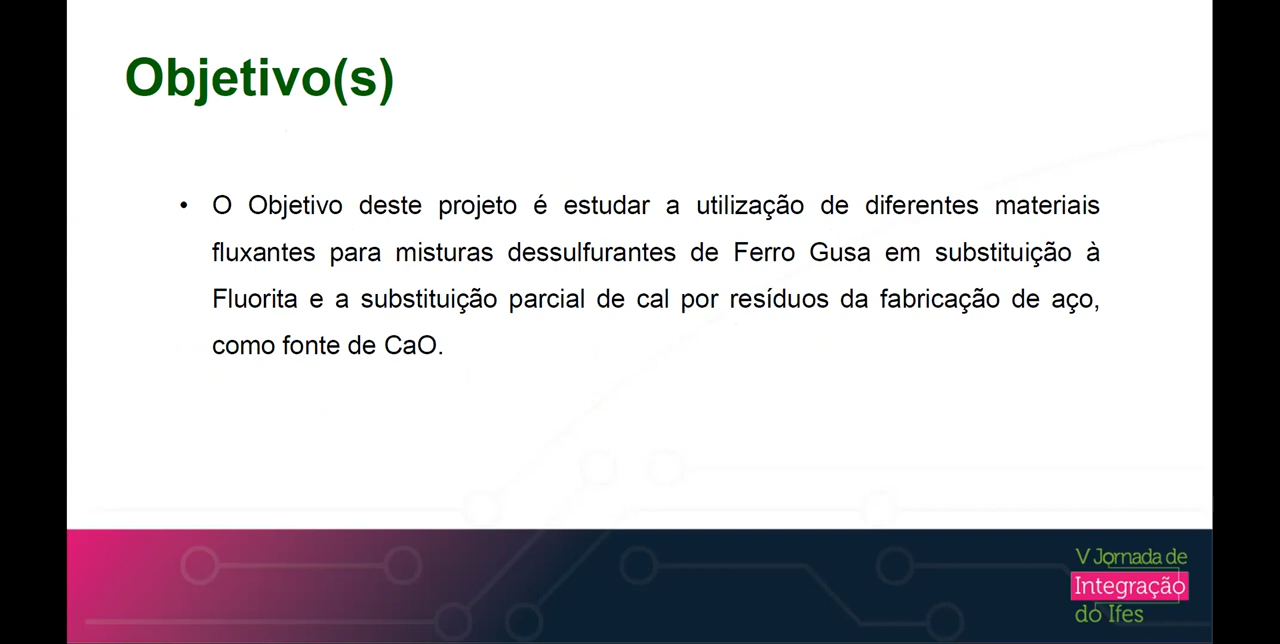 Objetivo(s)
• O Objetivo deste projeto é estudar a utilização de diferentes materiais
fluxantes para misturas dessulfurantes de Ferro Gusa em substituição à
Fluorita e a substituição parcial de cal por resíduos da fabricação de aço,
como fonte de CaO.
V Jornada de
Integração
do Ifes